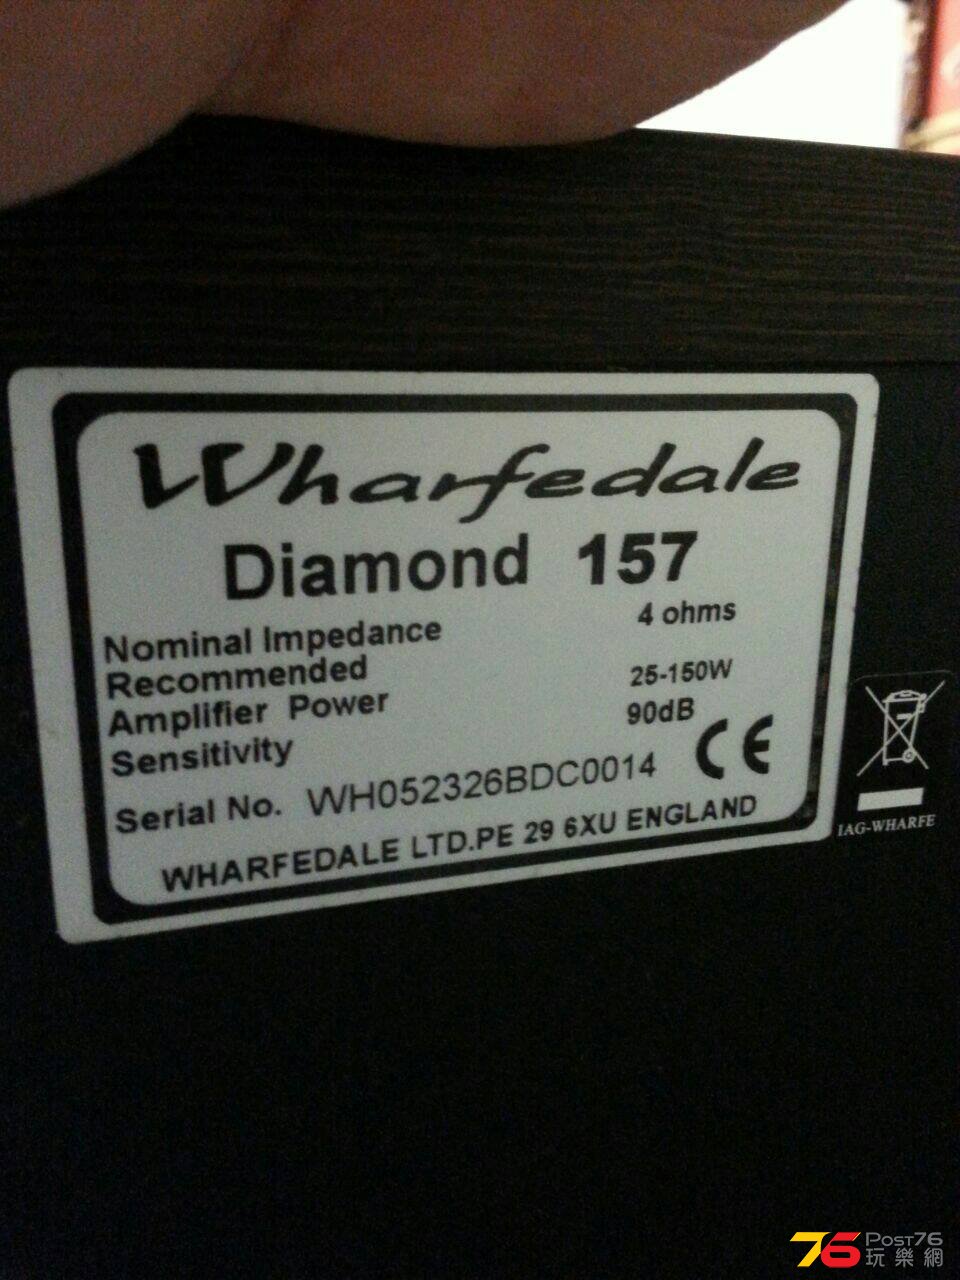 Wharfedale
Diamond 157
Nominal Impedance 4 ohms
Recommended
Amplifier Power 25-150W
Sensitivity 90dB
CE
Serial No. WH052326BDC0014
WHARFEDALE LTD.PE 29 6XU ENGLAND
IAG-WHARFE
76 POST76
玩樂網